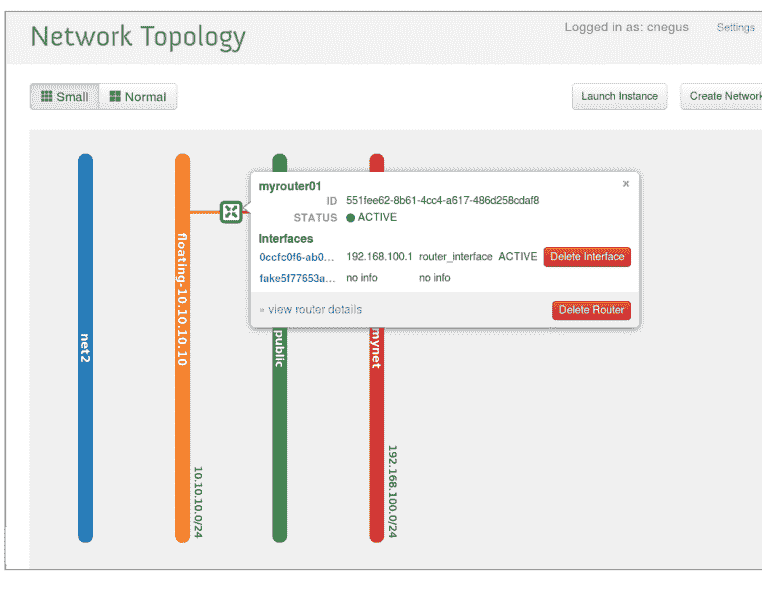 Network Topology
Logged in as: cnegus
Settings
Small
Normal
Launch Instance
Create Network
myrouter01
×
ID 551fee62-8b61-4cc4-a617-486d258cdaf8
STATUS ACTIVE
Interfaces
0ccfc0f6-ab0... 192.168.100.1 router_interface ACTIVE Delete Interface
fake5f77653a... no info no info
» view router details
Delete Router
net2
floating-10.10.10.10
10.10.10.0/24
public
mynet
192.168.100.0/24